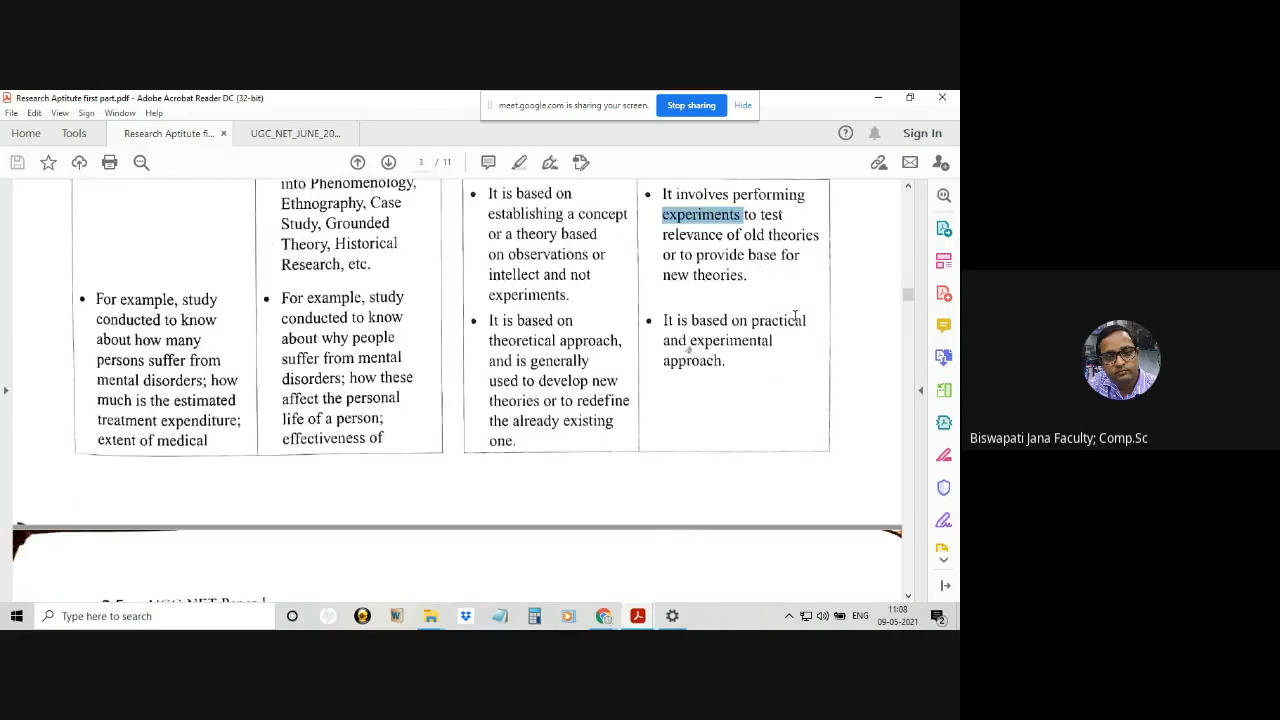 Research Aptitute first part.pdf - Adobe Acrobat Reader DC (32-bit)
meet.google.com is sharing your screen.
Stop sharing
Hide
File Edit View Sign Window Help
Home Tools Research Aptitute fi... × UGC_NET_JUNE_20... Sign In
3 / 11
into Phenomenology,
Ethnography, Case
Study, Grounded
Theory, Historical
Research, etc.
• For example, study
conducted to know
about how many
persons suffer from
mental disorders; how
much is the estimated
treatment expenditure;
extent of medical
• For example, study
conducted to know
about why people
suffer from mental
disorders; how these
affect the personal
life of a person;
effectiveness of
• It is based on
establishing a concept
or a theory based
on observations or
intellect and not
experiments.
• It is based on
theoretical approach,
and is generally
used to develop new
theories or to redefine
the already existing
one.
• It involves performing
experiments to test
relevance of old theories
or to provide base for
new theories.
• It is based on practical
and experimental
approach.
Biswapati Jana Faculty; Comp.Sc
Type here to search
ENG
11:08
09-05-2021